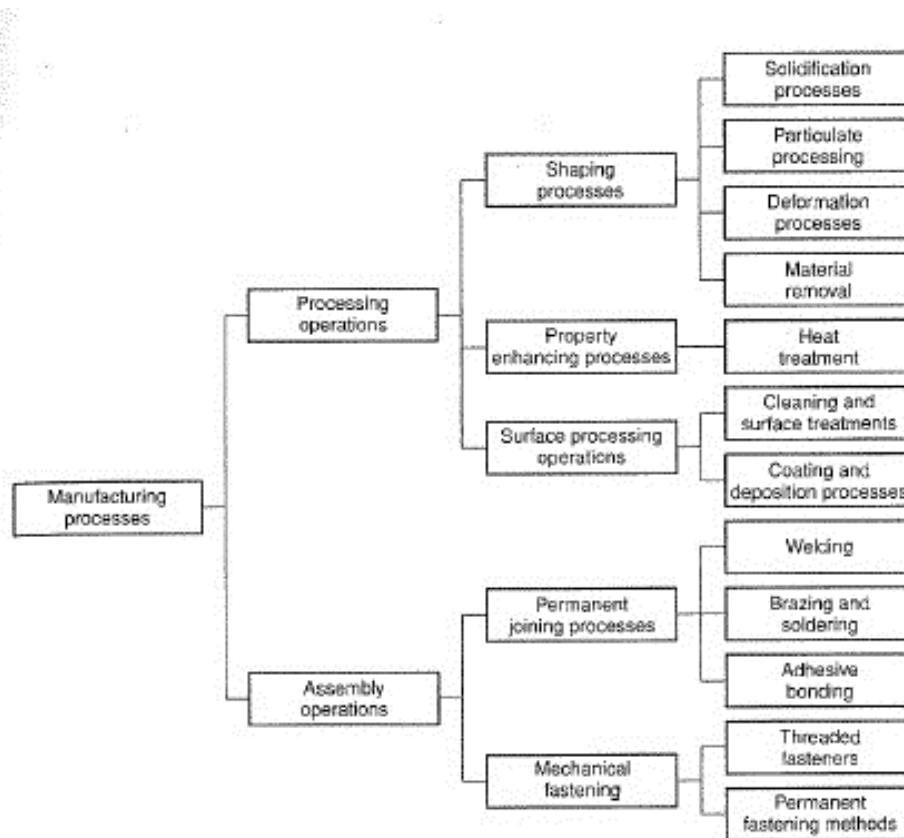 Solidification
processes
Particulate
processing
Shaping
processes
Deformation
processes
Material
removal
Processing
operations
Property
enhancing processes
Heat
treatment
Cleaning and
surface treatments
Surface processing
operations
Coating and
deposition processes
Manufacturing
processes
Welding
Permanent
joining processes
Brazing and
soldering
Adhesive
bonding
Assembly
operations
Threaded
fasteners
Mechanical
fastening
Permanent
fastening methods